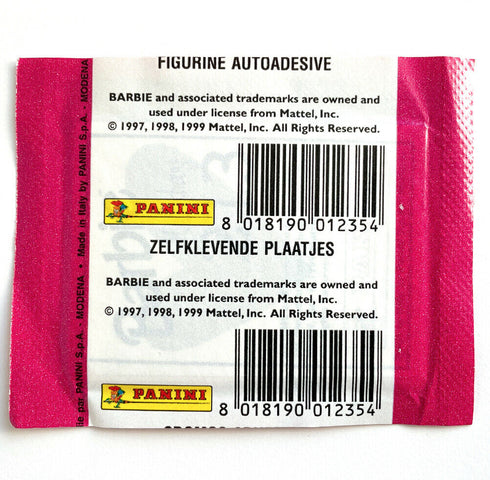 FIGURINE AUTOADESIVE
BARBIE and associated trademarks are owned and
used under license from Mattel, Inc.
© 1997, 1998, 1999 Mattel, Inc. All Rights Reserved.
PANINI
8 018190 012354
ZELFKLEVENDE PLAATJES
BARBIE and associated trademarks are owned and
used under license from Mattel, Inc.
© 1997, 1998, 1999 Mattel, Inc. All Rights Reserved.
PANINI
8 018190 012354
par PANINI S.p.A. - MODENA • Made in Italy by PANINI S.p.A. - MODENA